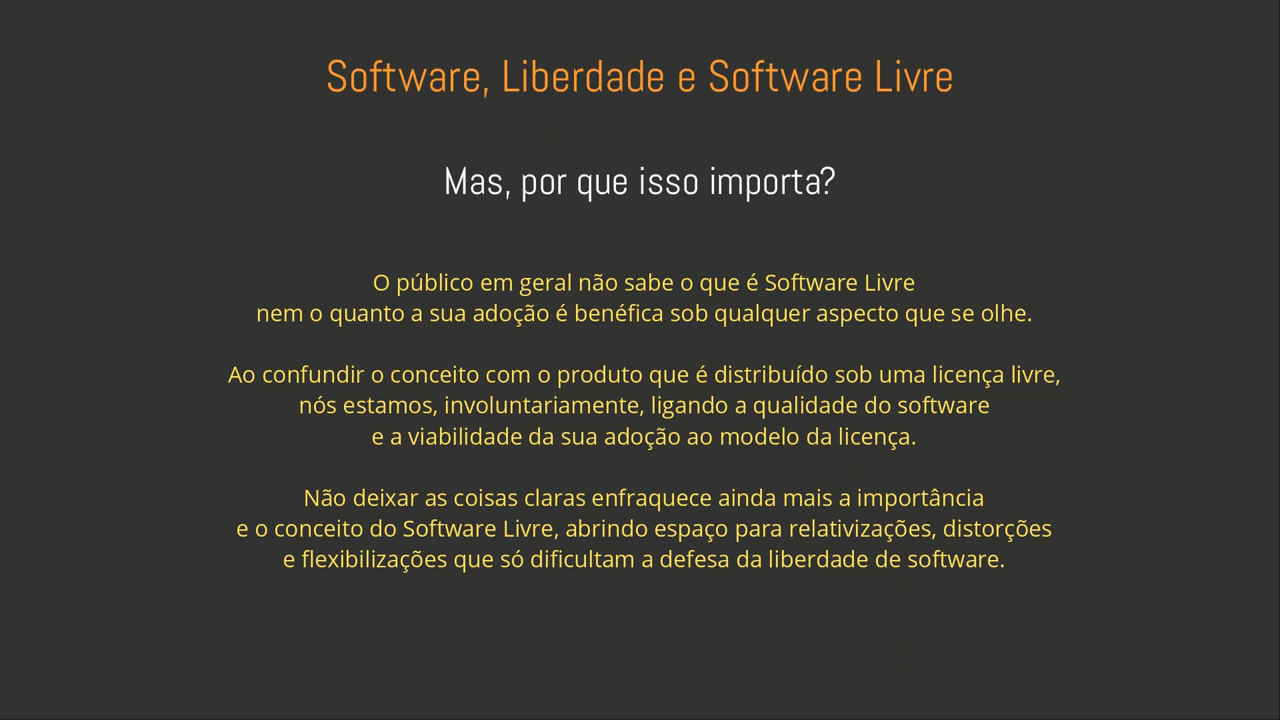 Software, Liberdade e Software Livre
Mas, por que isso importa?
O público em geral não sabe o que é Software Livre
nem o quanto a sua adoção é benéfica sob qualquer aspecto que se olhe.
Ao confundir o conceito com o produto que é distribuído sob uma licença livre,
nós estamos, involuntariamente, ligando a qualidade do software
e a viabilidade da sua adoção ao modelo da licença.
Não deixar as coisas claras enfraquece ainda mais a importância
e o conceito do Software Livre, abrindo espaço para relativizações, distorções
e flexibilizações que só dificultam a defesa da liberdade de software.